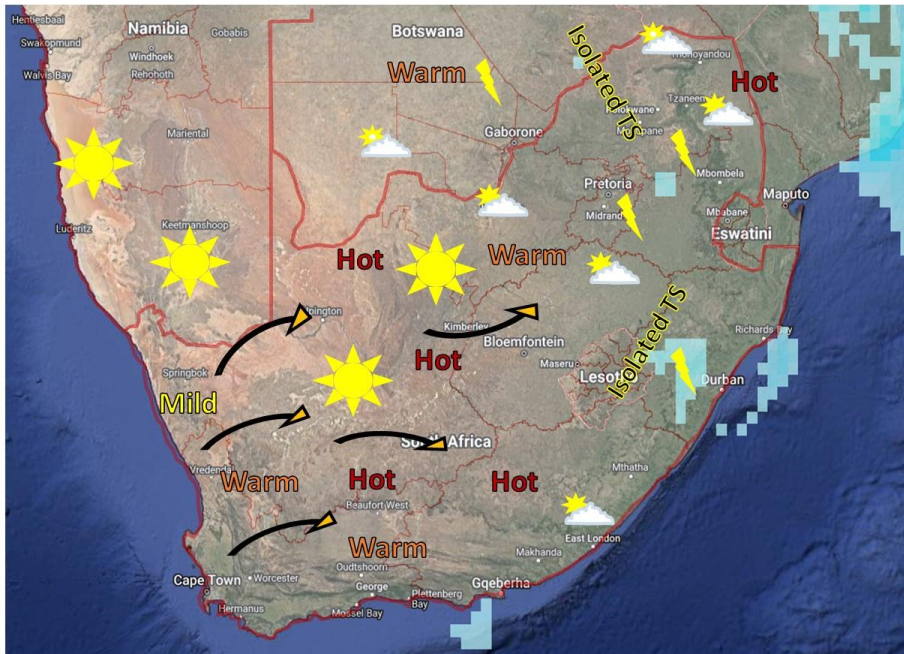 Hentiesbaai
Namibia
Gobabis
Botswana
Swakopmund
Windhoek
Walvis Bay
Rehohoth
Isolated TS
Thohoyandou
Warm
Hot
Tzaneen
Mariental
Gaborone
Mbombela
Pretoria
Maputo
Midrand
Mbabane
Luderitz
Keetmanshoop
Eswatini
Hot
Warm
Isolated TS
Kimberley
Richards Bay
Bloemfontein
Hot
Maseru
Springbok
Lesotho
Durban
Mild
South Africa
Vredendal
Mthatha
Warm
Hot
Hot
Beaufort West
East London
Warm
Makhanda
Cape Town
Worcester
Oudtshoorn
George
Plettenberg
Bay
Gqeberha
Hermanus
Mossel Bay